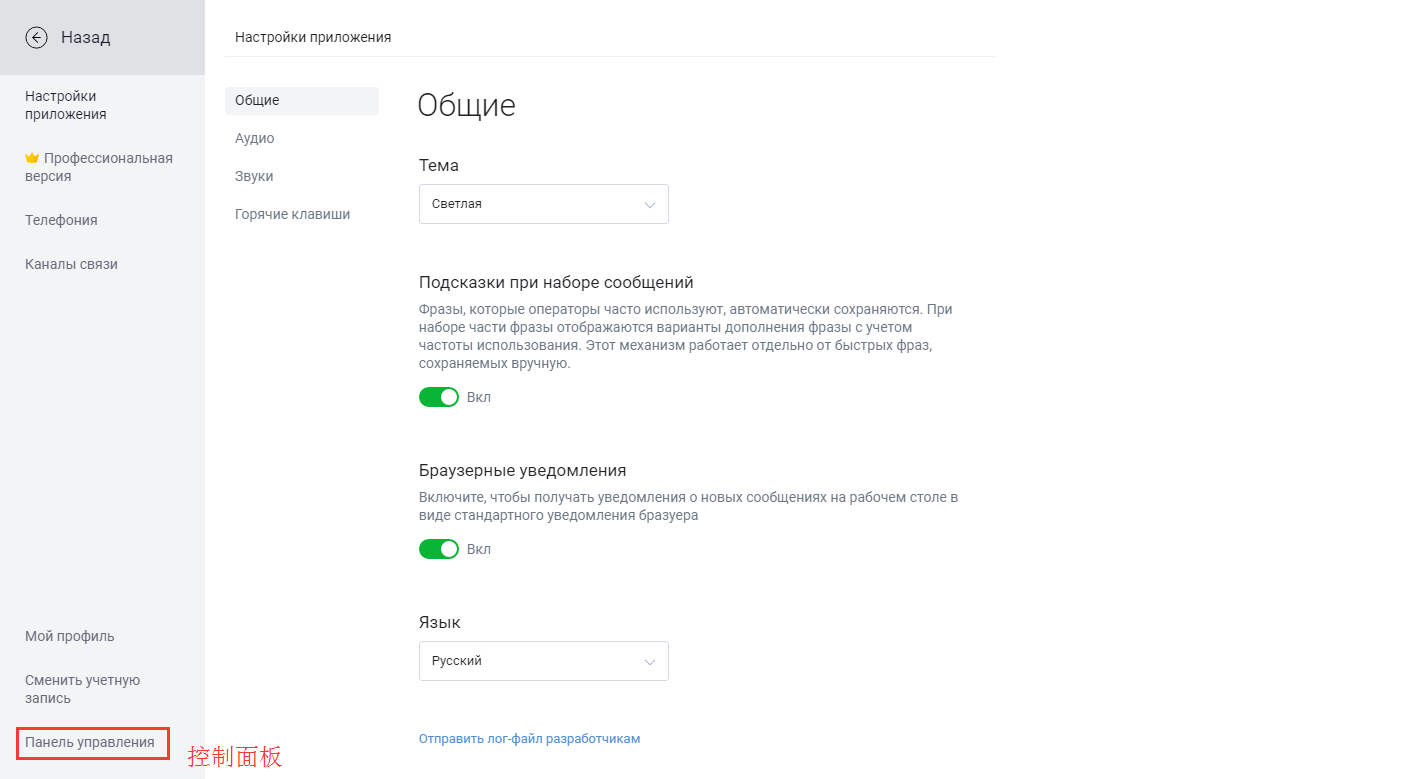 Назад
Настройки
приложения
Профессиональная
версия
Телефония
Каналы связи
Мой профиль
Сменить учетную
запись
Панель управления
控制面板
Настройки приложения
Общие
Аудио
Звуки
Горячие клавиши
Общие
Тема
Светлая
Подсказки при наборе сообщений
Фразы, которые операторы часто используют, автоматически сохраняются. При
наборе части фразы отображаются варианты дополнения фразы с учетом
частоты использования. Этот механизм работает отдельно от быстрых фраз,
сохраняемых вручную.
Вкл
Браузерные уведомления
Включите, чтобы получать уведомления о новых сообщениях на рабочем столе в
виде стандартного уведомления бразуера
Вкл
Язык
Русский
Отправить лог-файл разработчикам